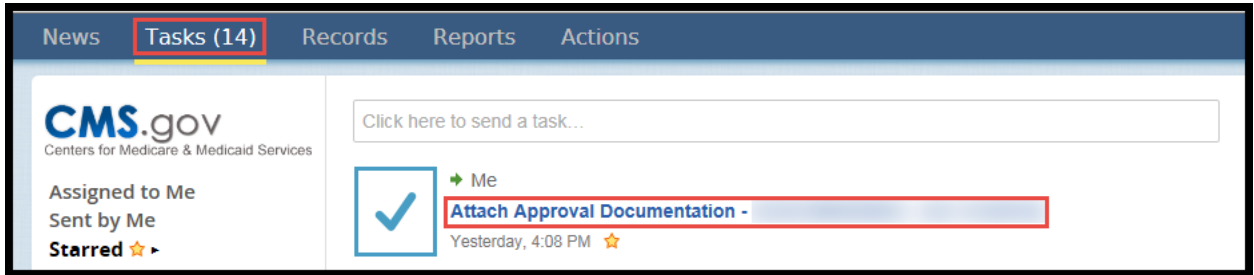 News Tasks (14) Records Reports Actions
CMS.gov
Centers for Medicare & Medicaid Services
Assigned to Me
Sent by Me
Starred
Click here to send a task...
Me
Attach Approval Documentation -
Yesterday, 4:08 PM